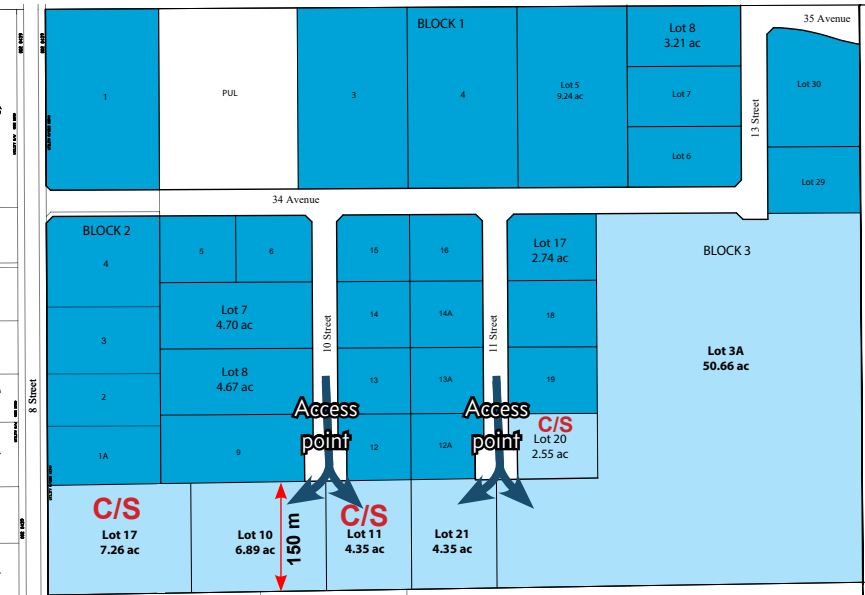 35 Avenue
BLOCK 1
Lot 8
3.21 ac
1
PUL
3
4
Lot 5
9.24 ac
Lot 7
Lot 6
13 Street
Lot 30
Lot 29
34 Avenue
BLOCK 2
4
5
6
15
16
Lot 17
2.74 ac
BLOCK 3
Lot 7
4.70 ac
14
14A
18
3
10 Street
11 Street
Lot 3A
50.66 ac
Lot 8
4.67 ac
13
13A
19
2
8 Street
Access
point
Access
point
C/S
Lot 20
2.55 ac
1A
9
12
12A
C/S
Lot 17
7.26 ac
Lot 10
6.89 ac
150 m
C/S
Lot 11
4.35 ac
Lot 21
4.35 ac